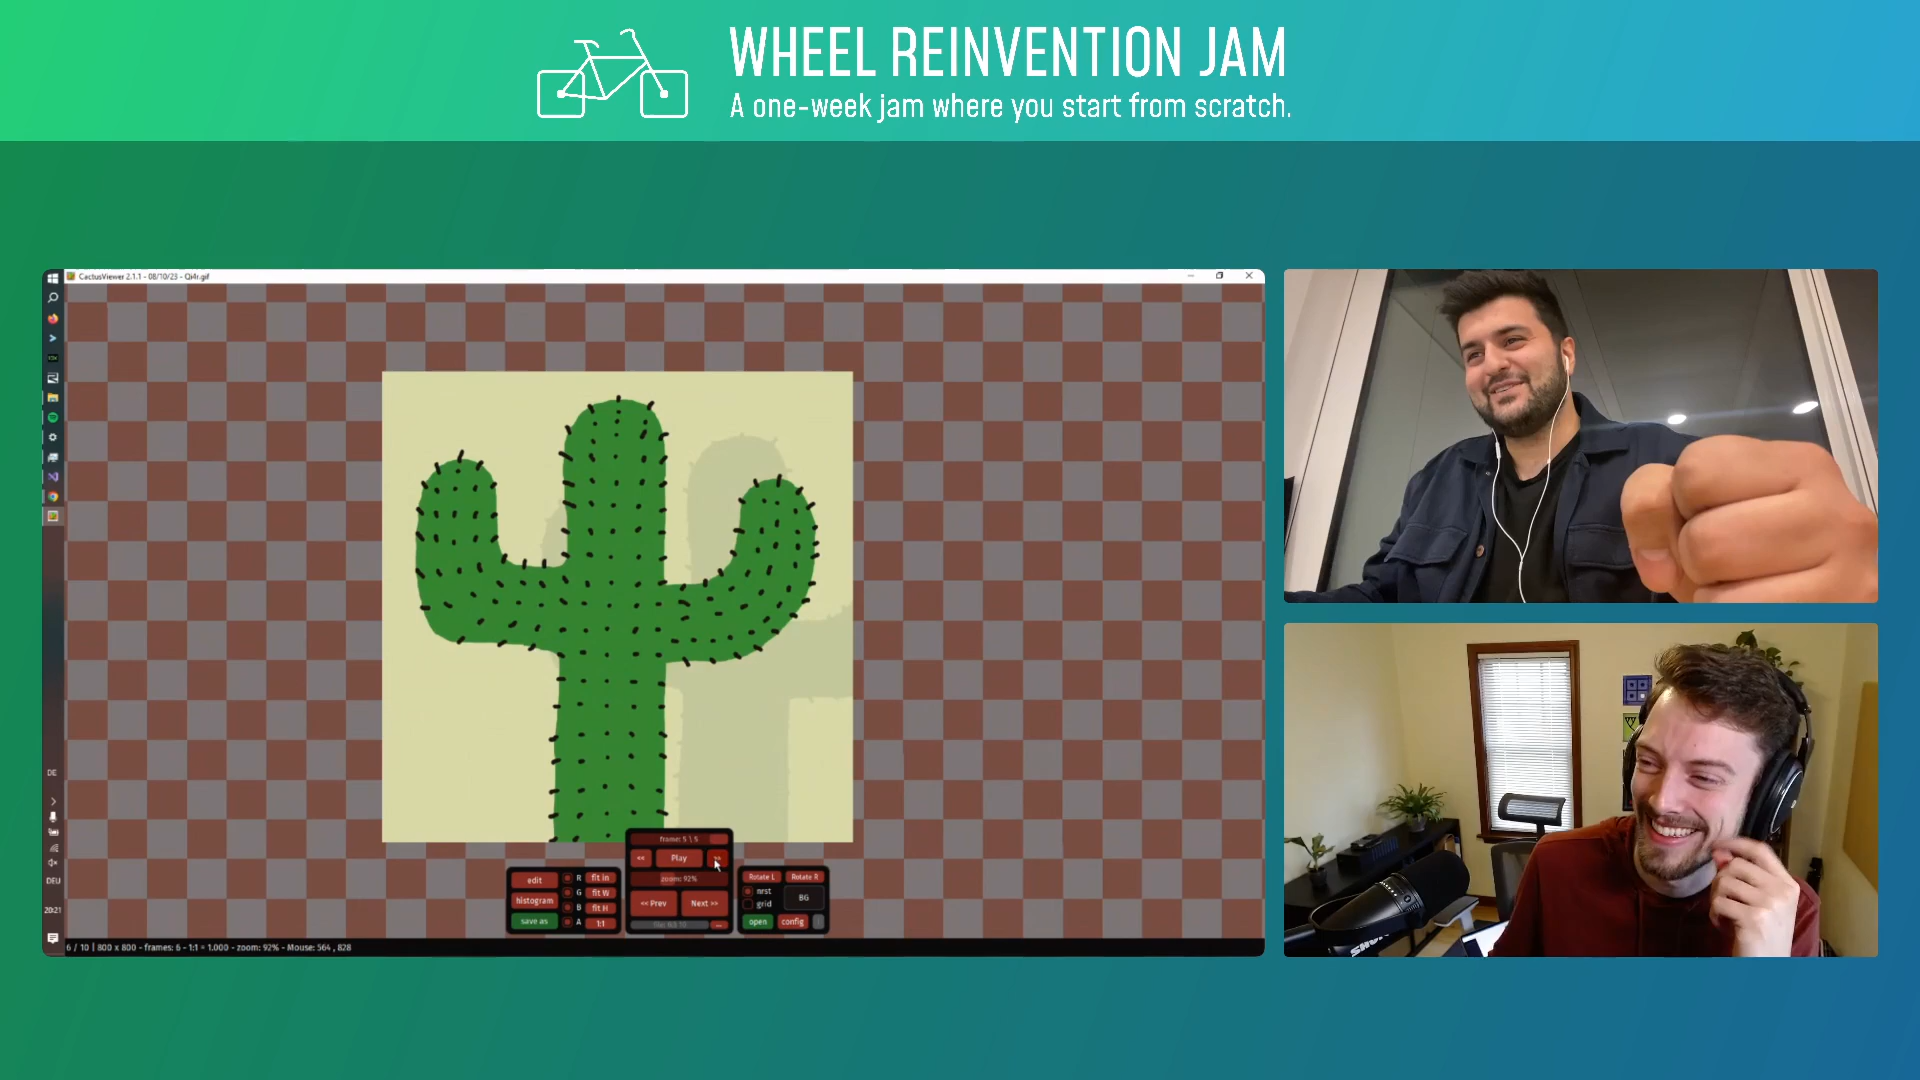 WHEEL REINVENTION JAM
A one-week jam where you start from scratch.
CactusViewer 2.1.1 - 08/10/23 - Qi4r.gif
DE
DEU
20:21
frame: 5 \ 5
<< Play >>
zoom: 92%
<< Prev Next >>
edit
histogram
save as
R fit in
G fit W
B fit H
A 1:1
Rotate L Rotate R
nrst
grid
BG
open config
6 / 10 | 800 x 800 - frames: 6 - 1:1 = 1.000 - zoom: 92% - Mouse: 564 , 828